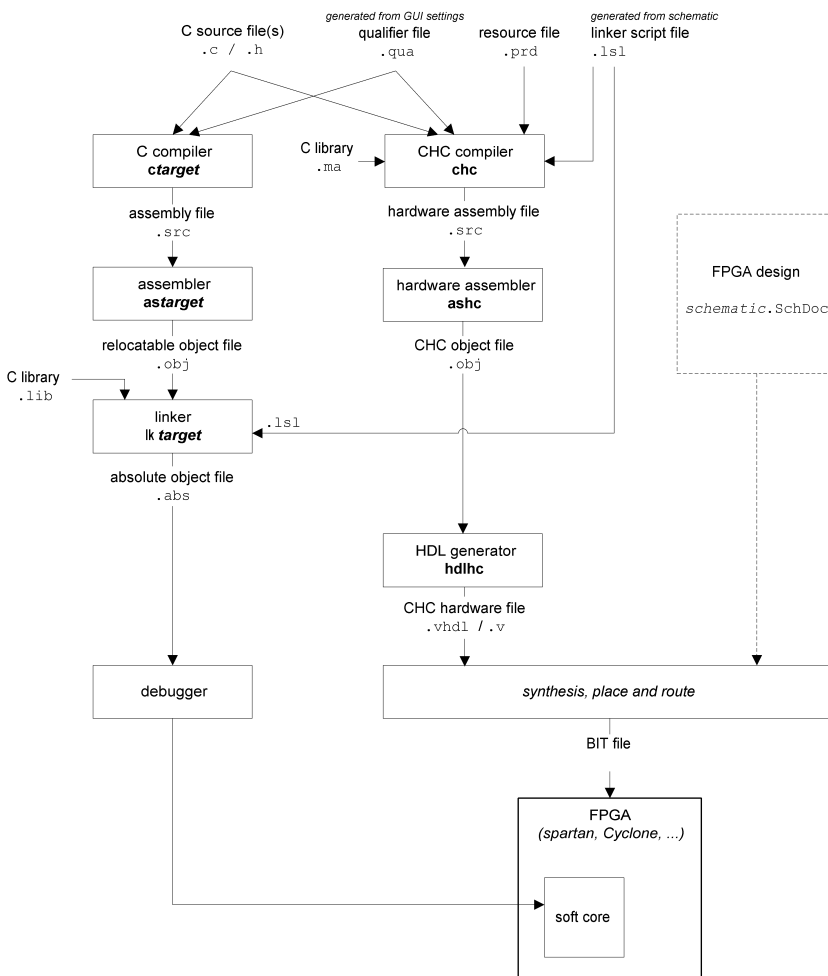 generated from GUI settings
generated from schematic
C source file(s)
qualifier file
resource file
linker script file
.c / .h
.qua
.prd
.lsl
C library
.ma
C compiler
ctarget
CHC compiler
chc
assembly file
.src
hardware assembly file
.src
FPGA design
schematic.SchDoc
assembler
astarget
hardware assembler
ashc
relocatable object file
.obj
CHC object file
.obj
C library
.lib
linker
lk target
.lsl
absolute object file
.abs
HDL generator
hdlhc
CHC hardware file
.vhdl / .v
debugger
synthesis, place and route
BIT file
FPGA
(spartan, Cyclone, ...)
soft core